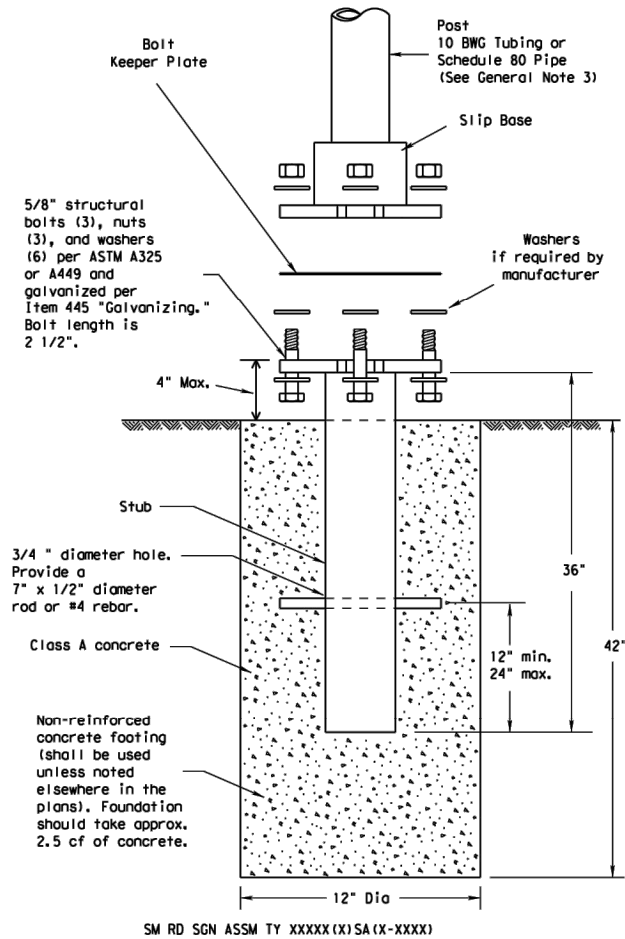 Post
10 BWG Tubing or
Schedule 80 Pipe
(See General Note 3)
Bolt
Keeper Plate
Slip Base
5/8" structural
bolts (3), nuts
(3), and washers
(6) per ASTM A325
or A449 and
galvanized per
Item 445 "Galvanizing."
Bolt length is
2 1/2".
Washers
if required by
manufacturer
4" Max.
Stub
3/4 " diameter hole.
Provide a
7" x 1/2" diameter
rod or #4 rebar.
36"
Class A concrete
12" min.
24" max.
42"
Non-reinforced
concrete footing
(shall be used
unless noted
elsewhere in the
plans). Foundation
should take approx.
2.5 cf of concrete.
12" Dia
SM RD SGN ASSM TY XXXXX(X)SA(X-XXXX)